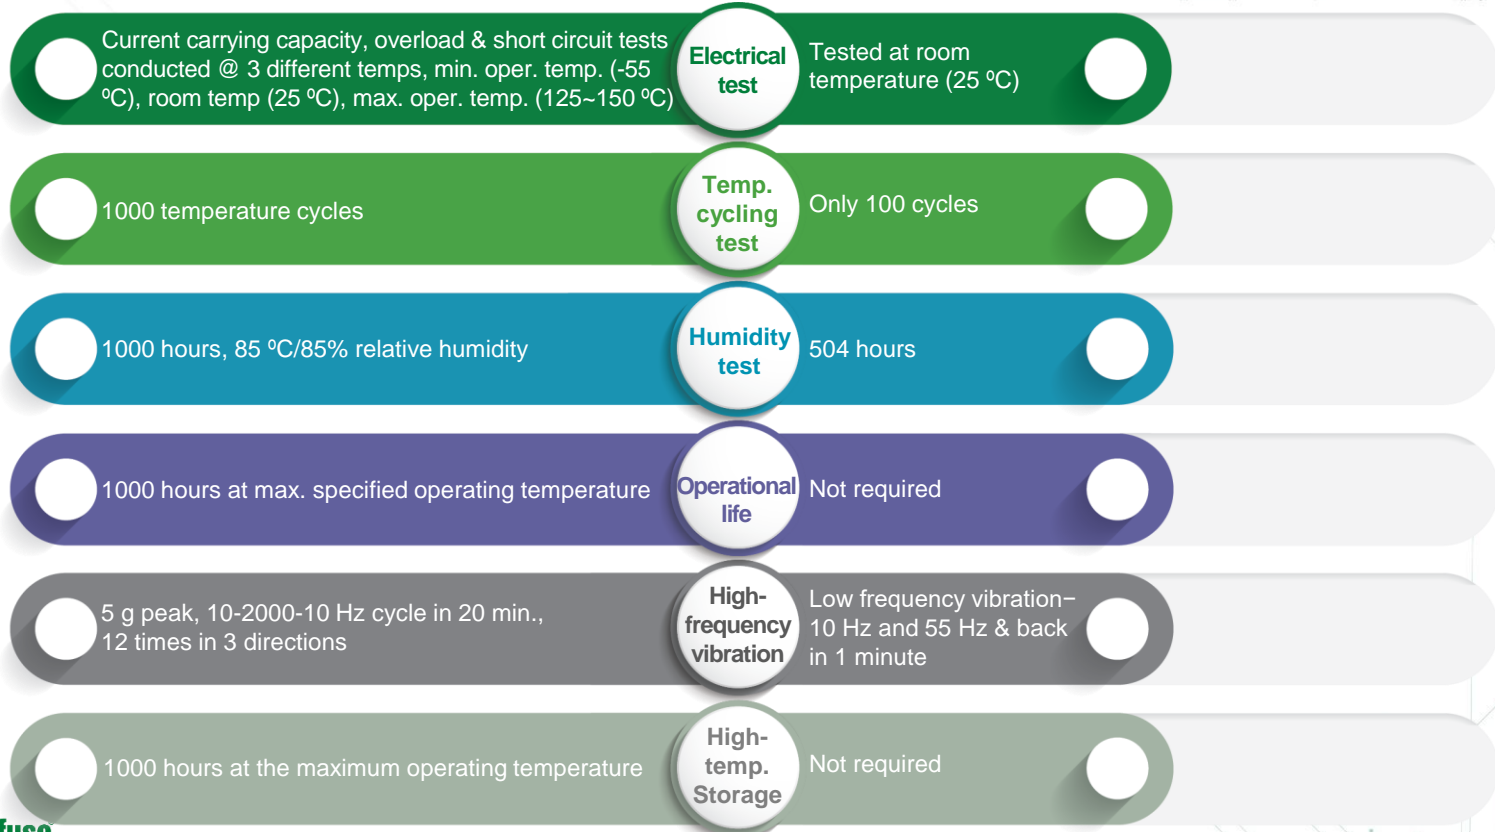 Current carrying capacity, overload & short circuit tests
conducted @ 3 different temps, min. oper. temp. (-55
ºC), room temp (25 ºC), max. oper. temp. (125~150 ºC)
Electrical
test
Tested at room
temperature (25 ºC)
1000 temperature cycles
Temp.
cycling
test
Only 100 cycles
1000 hours, 85 ºC/85% relative humidity
Humidity
test
504 hours
1000 hours at max. specified operating temperature
Operational
life
Not required
5 g peak, 10-2000-10 Hz cycle in 20 min.,
12 times in 3 directions
High-
frequency
vibration
Low frequency vibration−
10 Hz and 55 Hz & back
in 1 minute
1000 hours at the maximum operating temperature
High-
temp.
Storage
Not required